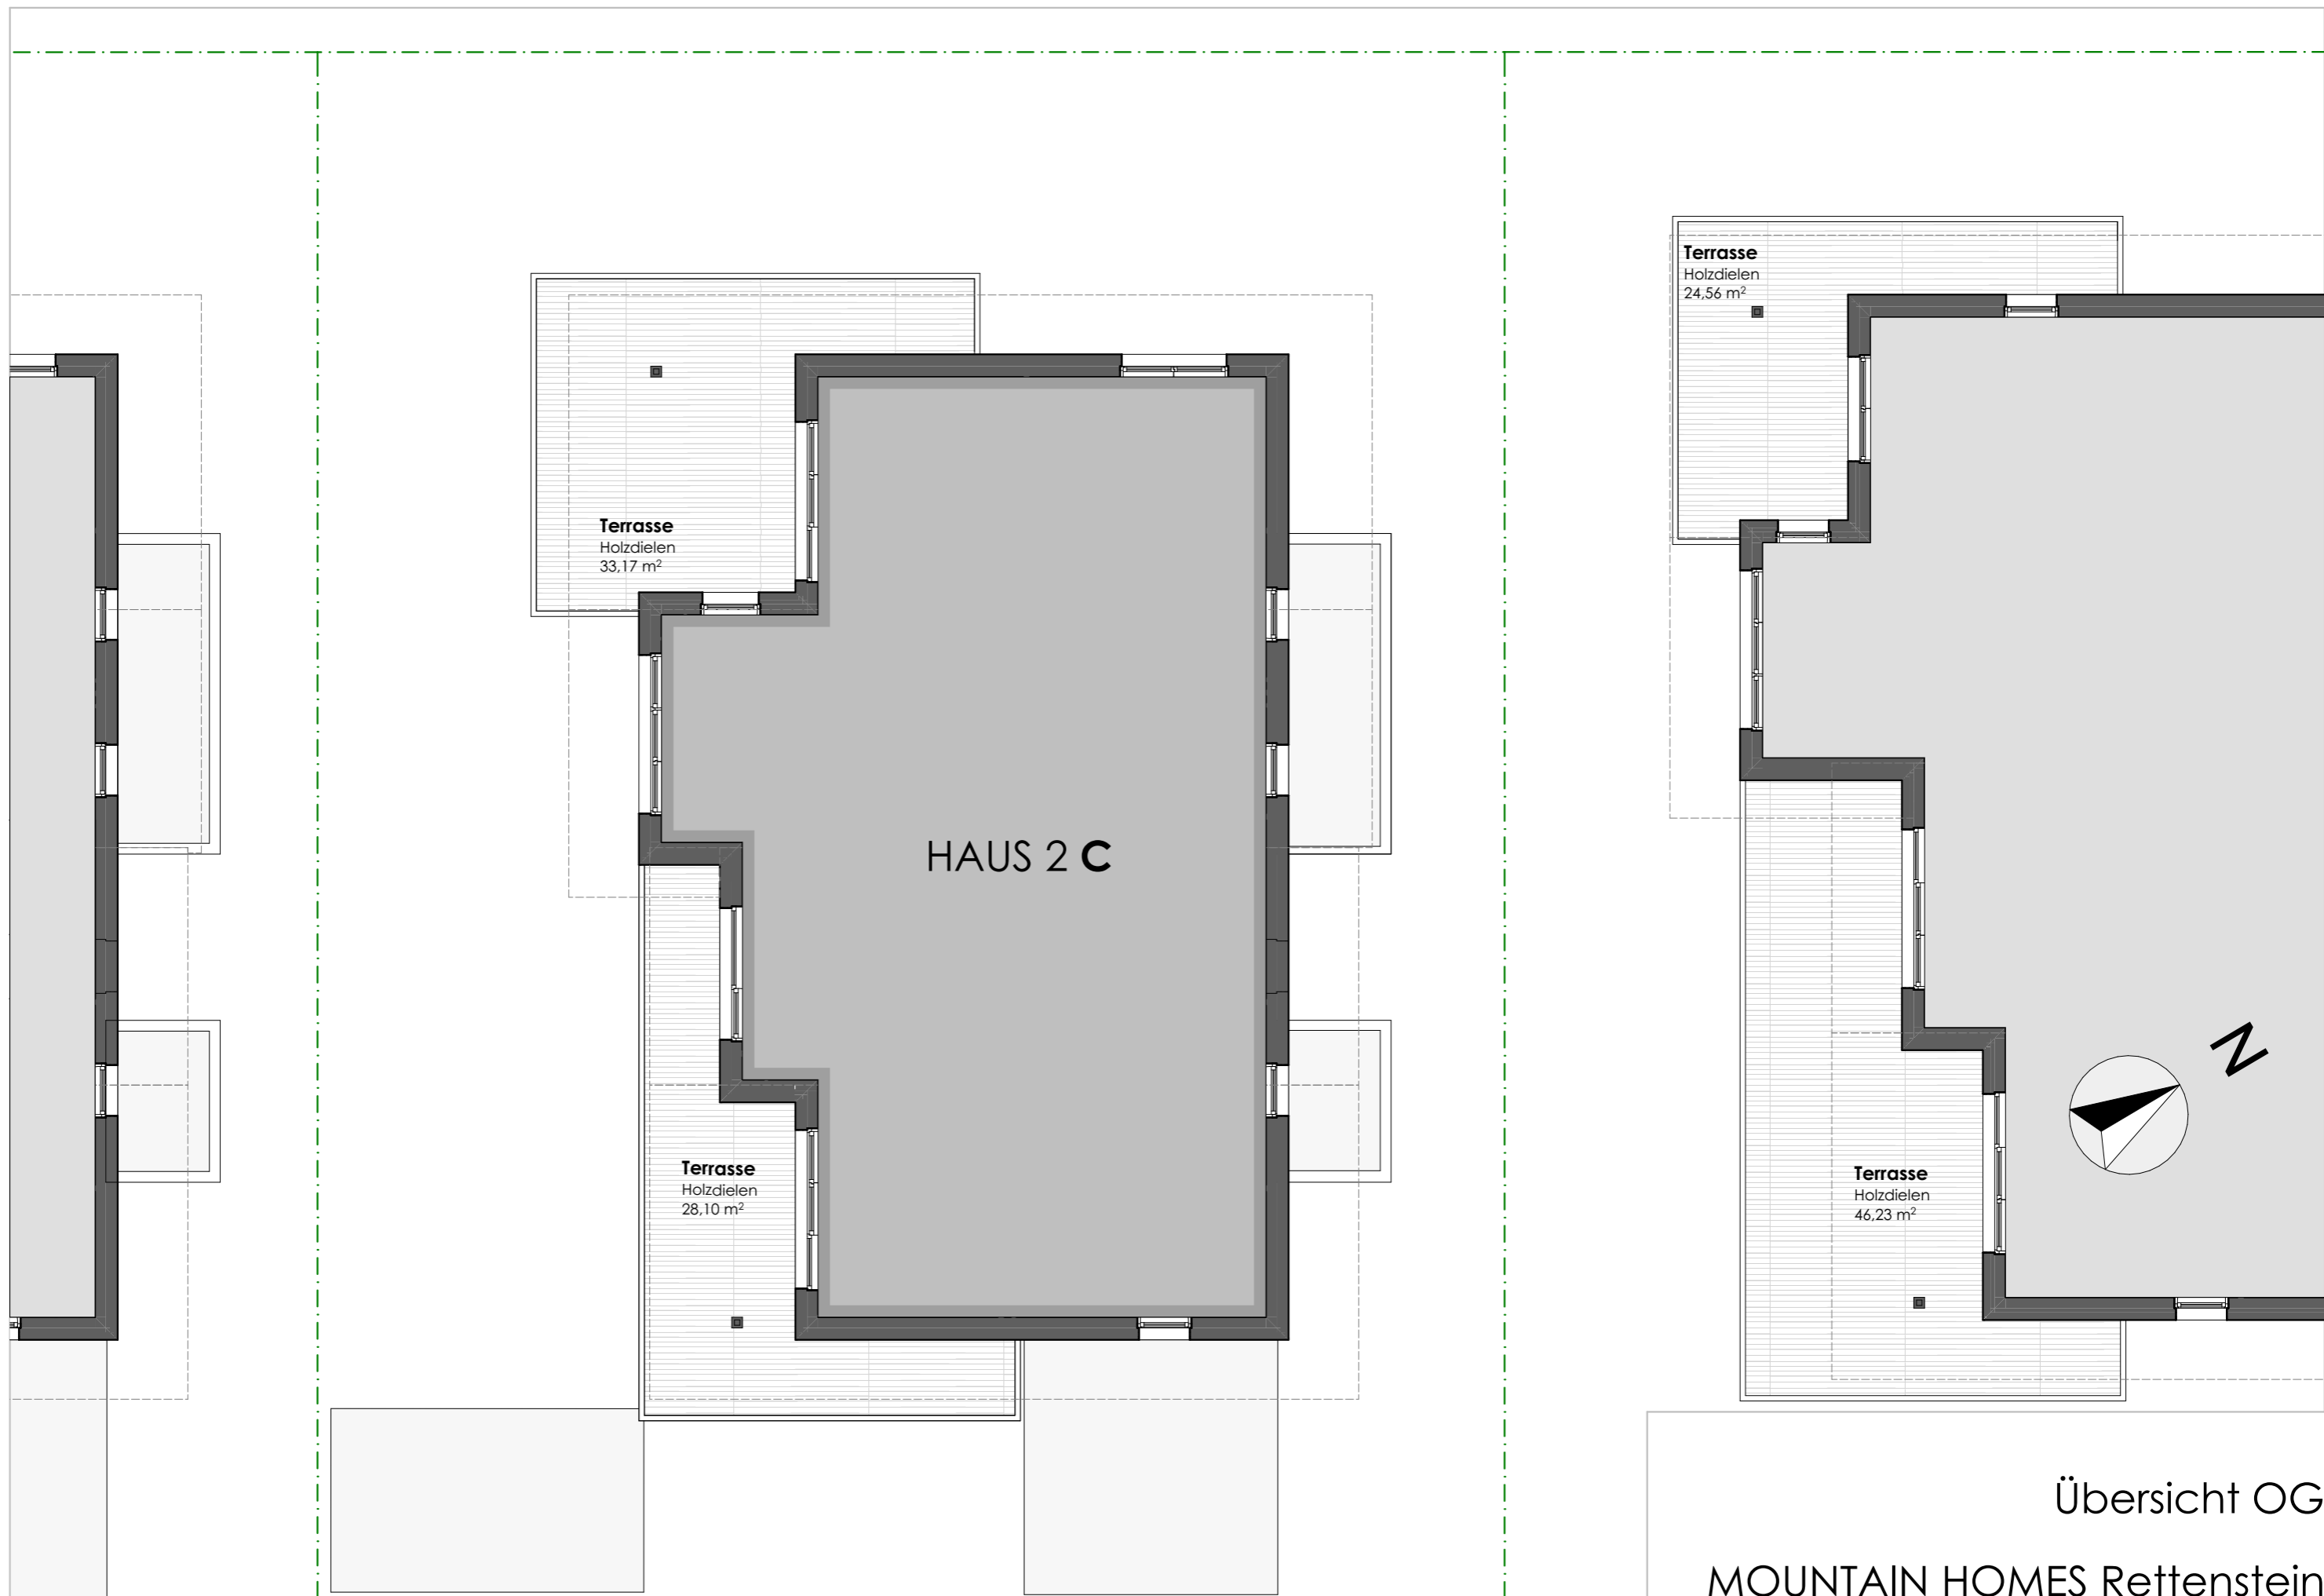 Terrasse
Holzdielen
24,56 m²
Terrasse
Holzdielen
33,17 m²
HAUS 2 C
N
Terrasse
Holzdielen
28,10 m²
Terrasse
Holzdielen
46,23 m²
Übersicht OG
MOUNTAIN HOMES Rettenstein